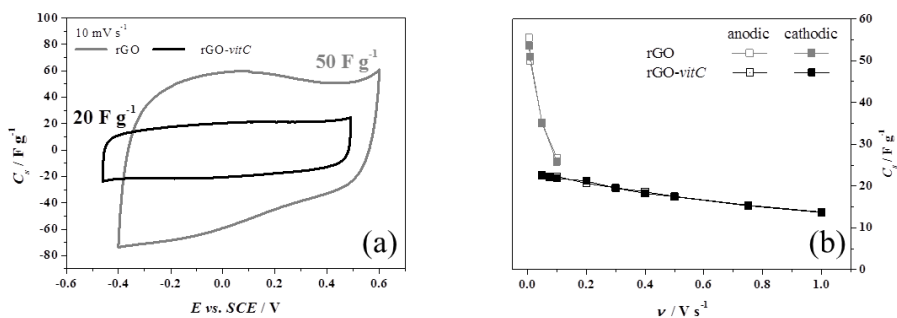 10 mV s-1
rGO
rGO-vitC
50 F g-1
20 F g-1
100
80
60
40
20
0
-20
-40
-60
-80
Cs / F g-1
-0.6
-0.4
-0.2
0.0
0.2
0.4
0.6
E vs. SCE / V
(a)
anodic
cathodic
rGO
rGO-vitC
60
50
40
30
20
10
0
Cs / F g-1
0.0
0.2
0.4
0.6
0.8
1.0
ν / V s-1
(b)